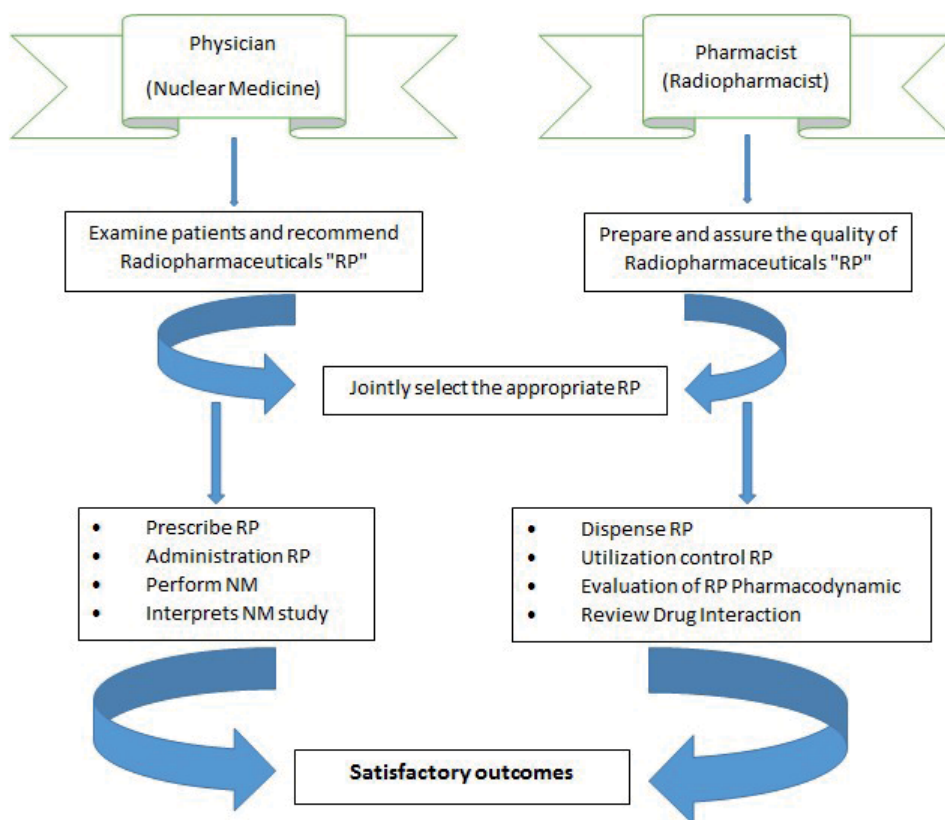 Physician
(Nuclear Medicine)
Pharmacist
(Radiopharmacist)
Examine patients and recommend
Radiopharmaceuticals "RP"
Prepare and assure the quality of
Radiopharmaceuticals "RP"
Jointly select the appropriate RP
• Prescribe RP
• Administration RP
• Perform NM
• Interprets NM study
• Dispense RP
• Utilization control RP
• Evaluation of RP Pharmacodynamic
• Review Drug Interaction
Satisfactory outcomes